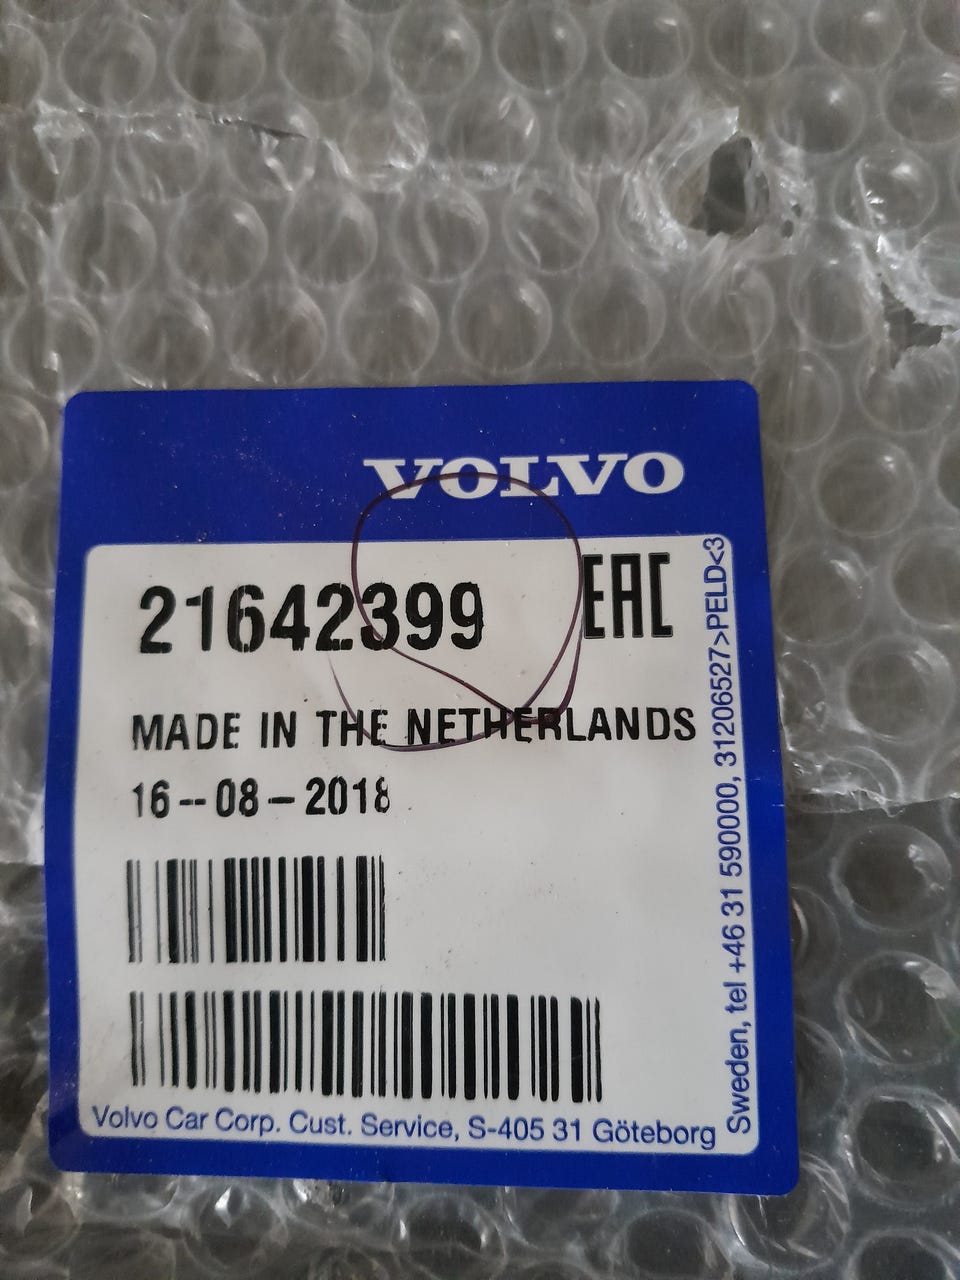 VOLVO
21642399
EAC
MADE IN THE NETHERLANDS
16--08-2018
Volvo Car Corp. Cust. Service, S-405 31 Göteborg
Sweden, tel +46 31 590000, 31206527>PELD<3